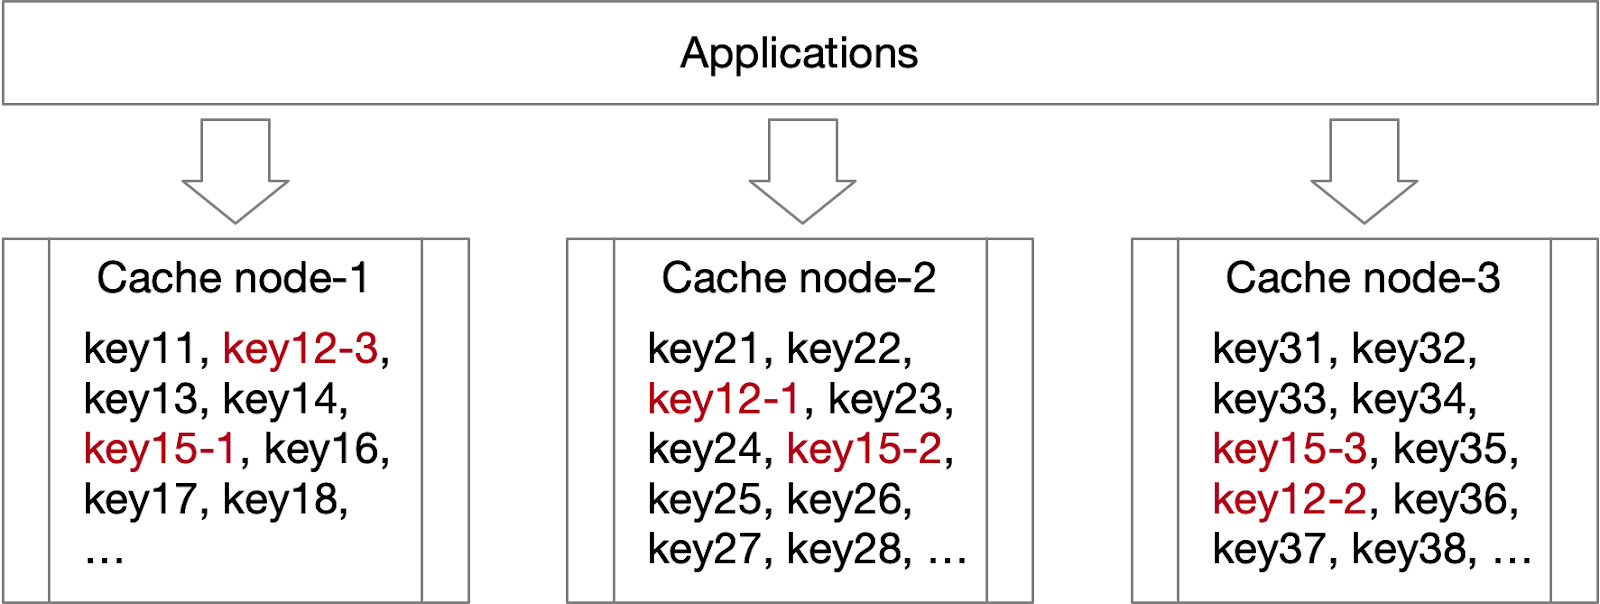 Applications
Cache node-1
key11, key12-3,
key13, key14,
key15-1, key16,
key17, key18,
...
Cache node-2
key21, key22,
key12-1, key23,
key24, key15-2,
key25, key26,
key27, key28, ...
Cache node-3
key31, key32,
key33, key34,
key15-3, key35,
key12-2, key36,
key37, key38, ...